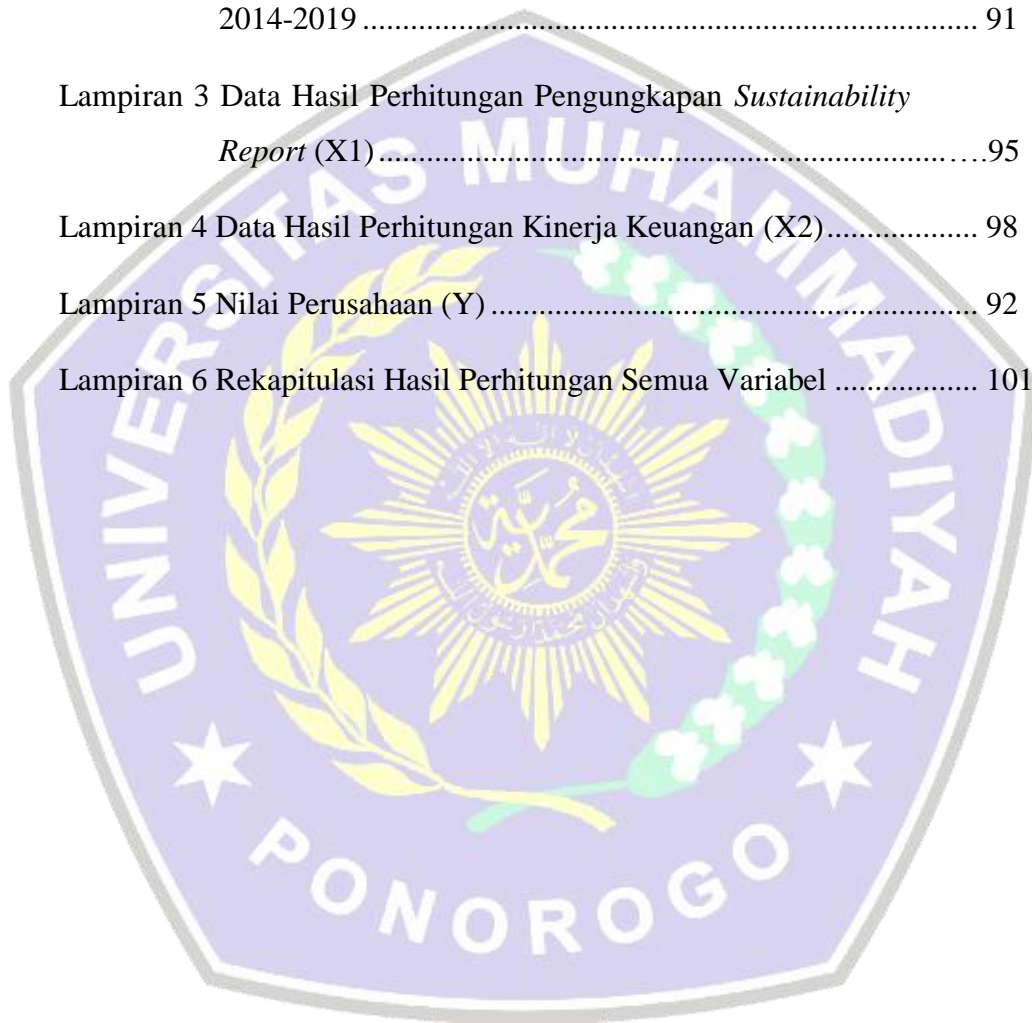 2014-2019 ........................................................................... 91
Lampiran 3 Data Hasil Perhitungan Pengungkapan Sustainability
Report (X1) ..................................................................... ....95
Lampiran 4 Data Hasil Perhitungan Kinerja Keuangan (X2) .................. 98
Lampiran 5 Nilai Perusahaan (Y) ........................................................... 92
Lampiran 6 Rekapitulasi Hasil Perhitungan Semua Variabel ................. 101
UNIVERSITAS MUHAMMADIYAH
محمدية
PONOROGO